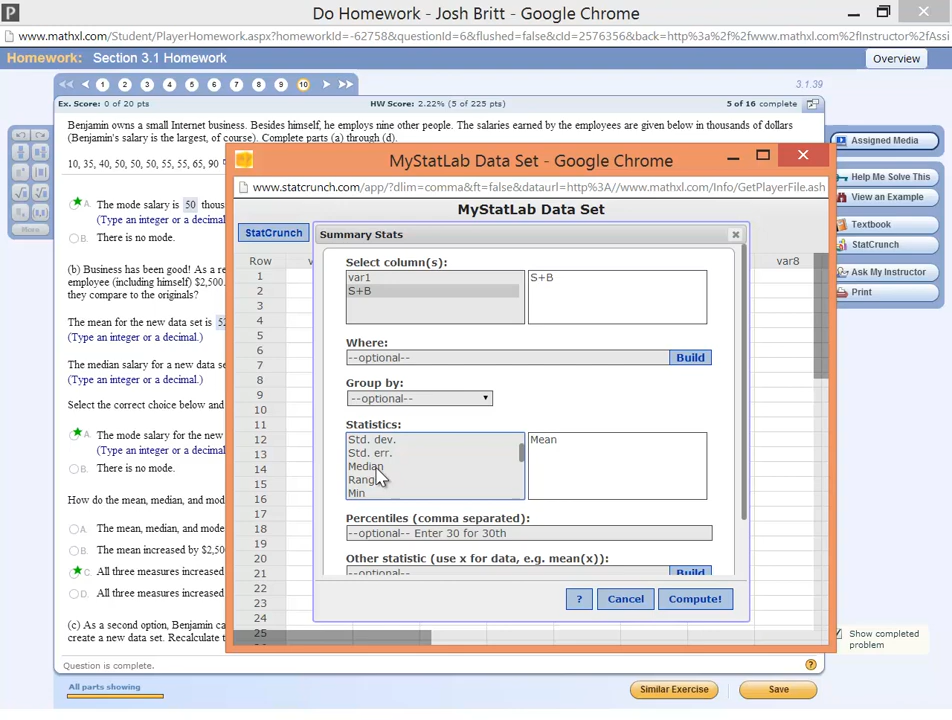 P
Do Homework - Josh Britt - Google Chrome
www.mathxl.com/Student/PlayerHomework.aspx?homeworkId=-62758&questionId=6&flushed=false&cId=2576356&back=http%3a%2f%2fwww.mathxl.com%2fInstructor%2fAssi
Homework: Section 3.1 Homework
Overview
1 2 3 4 5 6 7 8 9 10
3.1.39
Ex. Score: 0 of 20 pts
HW Score: 2.22% (5 of 225 pts)
5 of 16 complete
Benjamin owns a small Internet business. Besides himself, he employs nine other people. The salaries earned by the employees are given below in thousands of dollars
(Benjamin's salary is the largest, of course). Complete parts (a) through (d).
10, 35, 40, 50, 50, 50, 55, 55, 65, 90
A. The mode salary is 50 thous
(Type an integer or a decimal
B. There is no mode.
(b) Business has been good! As a re
employee (including himself) $2,500.
they compare to the originals?
The mean for the new data set is 52
(Type an integer or a decimal.)
The median salary for a new data se
(Type an integer or a decimal.)
Select the correct choice below and
A. The mode salary for the new
(Type an integer or a decimal
B. There is no mode.
How do the mean, median, and mod
A. The mean, median, and mode
B. The mean increased by $2,500
C. All three measures increased
D. All three measures increased
(c) As a second option, Benjamin ca
create a new data set. Recalculate t
Question is complete.
All parts showing
Similar Exercise
Save
More
Assigned Media
Help Me Solve This
View an Example
Textbook
StatCrunch
Ask My Instructor
Print
Show completed
problem
?
MyStatLab Data Set - Google Chrome
www.statcrunch.com/app/?dlim=comma&ft=false&dataurl=http%3A//www.mathxl.com/Info/GetPlayerFile.ash
MyStatLab Data Set
StatCrunch
Row
v
var8
1
2
3
4
5
6
7
8
9
10
11
12
13
14
15
16
17
18
19
20
21
22
23
24
25
Summary Stats
Select column(s):
var1
S+B
S+B
Where:
--optional--
Build
Group by:
--optional--
Statistics:
Std. dev.
Std. err.
Median
Range
Min
Mean
Percentiles (comma separated):
--optional-- Enter 30 for 30th
Other statistic (use x for data, e.g. mean(x)):
--optional--
Build
?
Cancel
Compute!